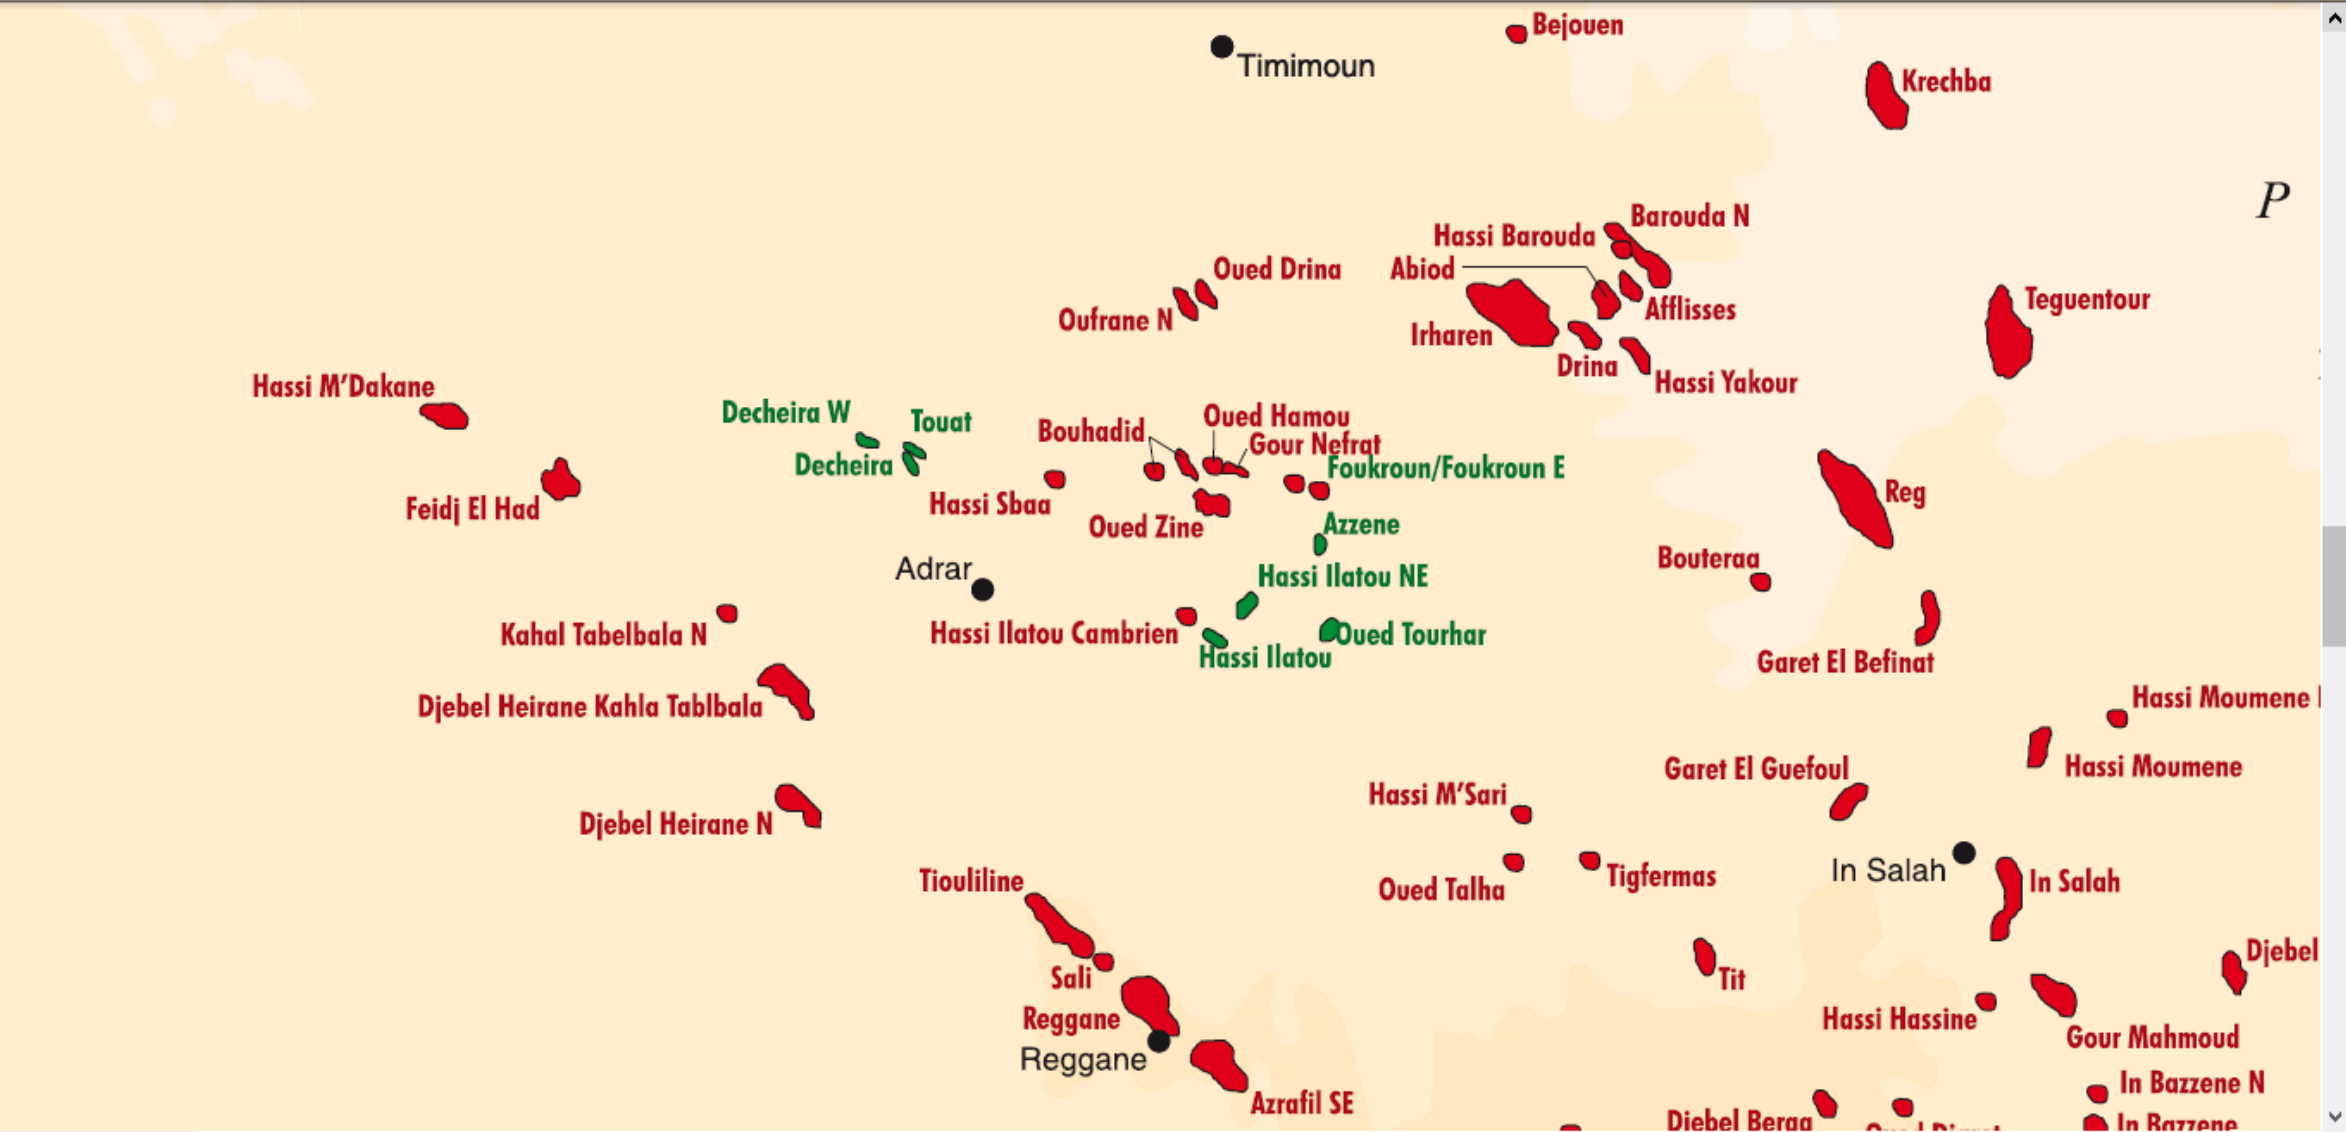 Bejouen
Timimoun
Krechba
P
Barouda N
Hassi Barouda
Abiod
Oued Drina
Afflisses
Teguentour
Oufrane N
Irharen
Drina
Hassi Yakour
Hassi M'Dakane
Decheira W
Touat
Oued Hamou
Bouhadid
Gour Nefrat
Decheira
Foukroun/Foukroun E
Reg
Feidj El Had
Hassi Sbaa
Oued Zine
Azzene
Bouteraa
Adrar
Hassi Ilatou NE
Kahal Tabelbala N
Hassi Ilatou Cambrien
Oued Tourhar
Hassi Ilatou
Garet El Befinat
Hassi Moumene
Djebel Heirane Kahla Tablbala
Garet El Guefoul
Hassi Moumene
Hassi M'Sari
Djebel Heirane N
Tiouliline
Oued Talha
Tigfermas
In Salah
In Salah
Djebel
Sali
Tit
Reggane
Hassi Hassine
Gour Mahmoud
Reggane
In Bazzene N
Azrafil SE
Djebel Berga
In Bazzene